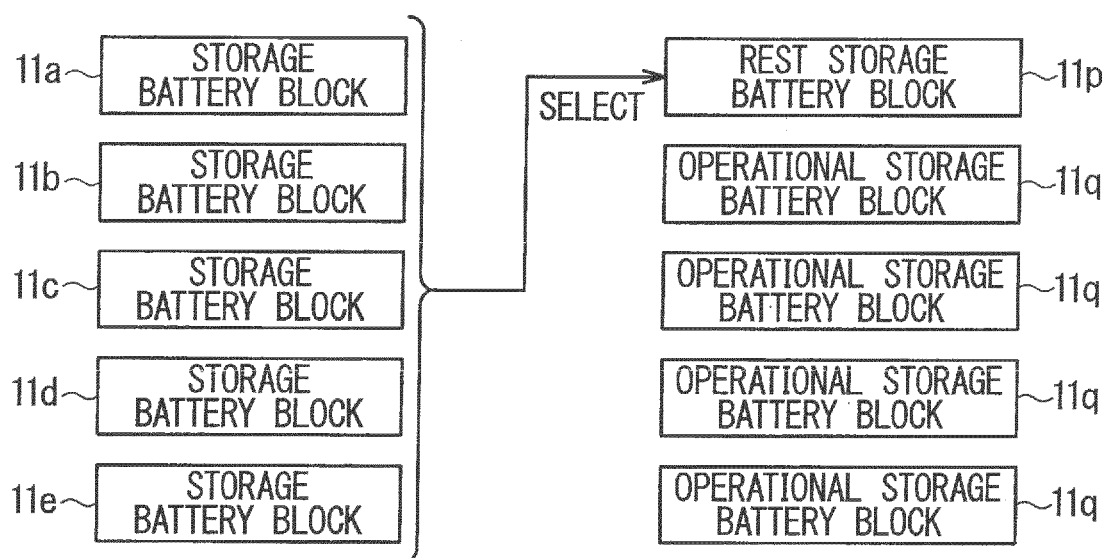 11a
STORAGE
BATTERY BLOCK
11b
STORAGE
BATTERY BLOCK
11c
STORAGE
BATTERY BLOCK
11d
STORAGE
BATTERY BLOCK
11e
STORAGE
BATTERY BLOCK
SELECT
REST STORAGE
BATTERY BLOCK
11p
OPERATIONAL STORAGE
BATTERY BLOCK
11q
OPERATIONAL STORAGE
BATTERY BLOCK
11q
OPERATIONAL STORAGE
BATTERY BLOCK
11q
OPERATIONAL STORAGE
BATTERY BLOCK
11q